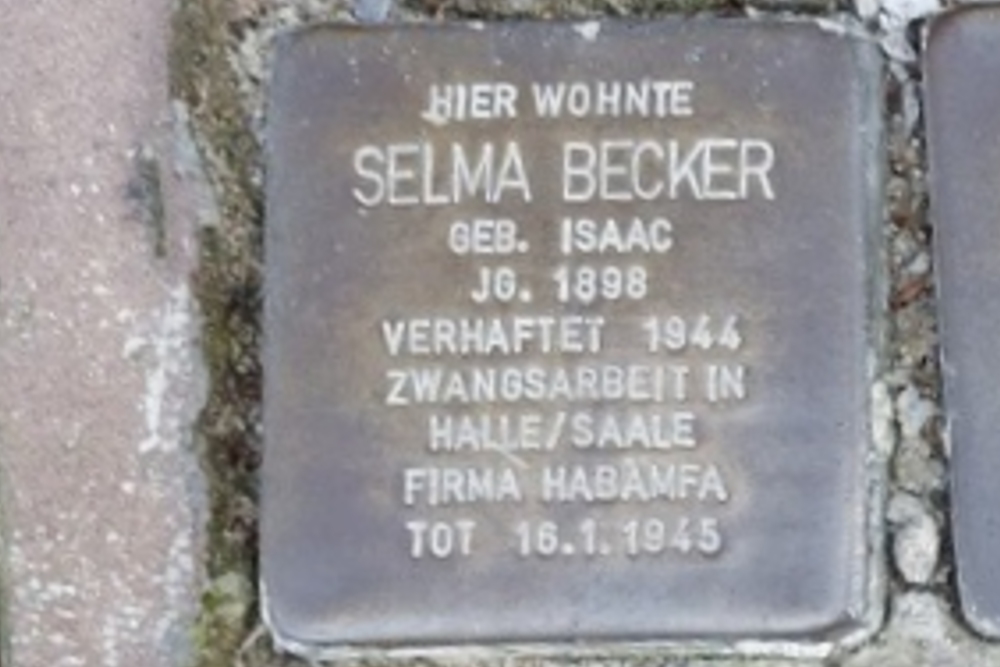 HIER WOHNTE
SELMA BECKER
GEB. ISAAC
JG. 1898
VERHAFTET 1944
ZWANGSARBEIT IN
HALLE/SAALE
FIRMA HABÄMFA
TOT 16.1.1945